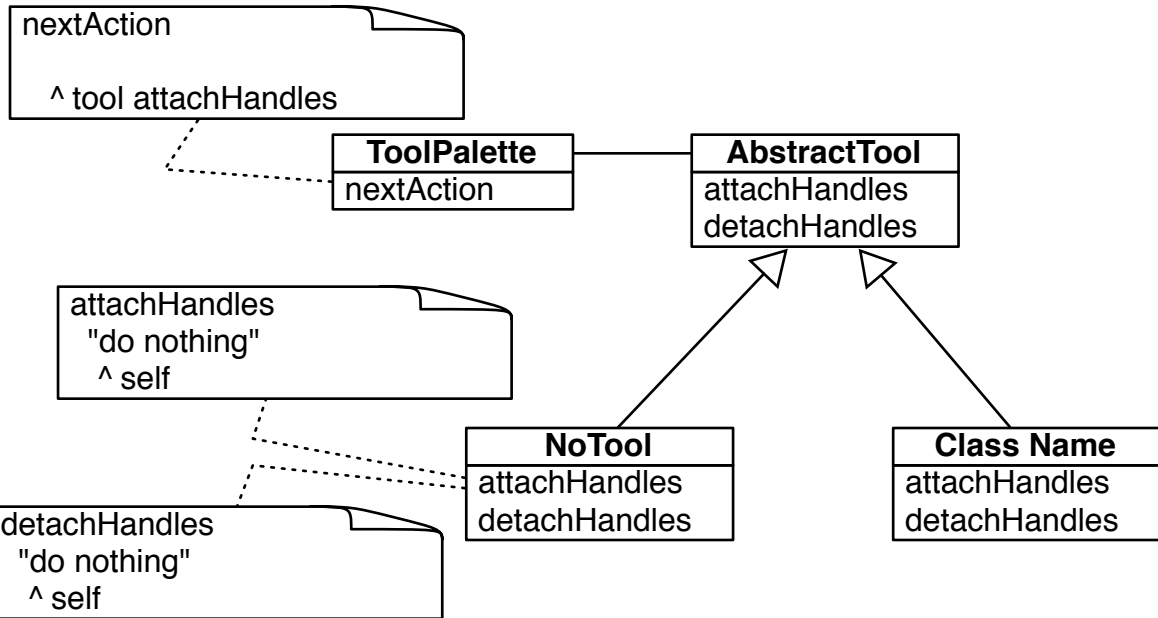 nextAction
^ tool attachHandles
ToolPalette
nextAction
AbstractTool
attachHandles
detachHandles
attachHandles
"do nothing"
^ self
NoTool
attachHandles
detachHandles
Class Name
attachHandles
detachHandles
detachHandles
"do nothing"
^ self